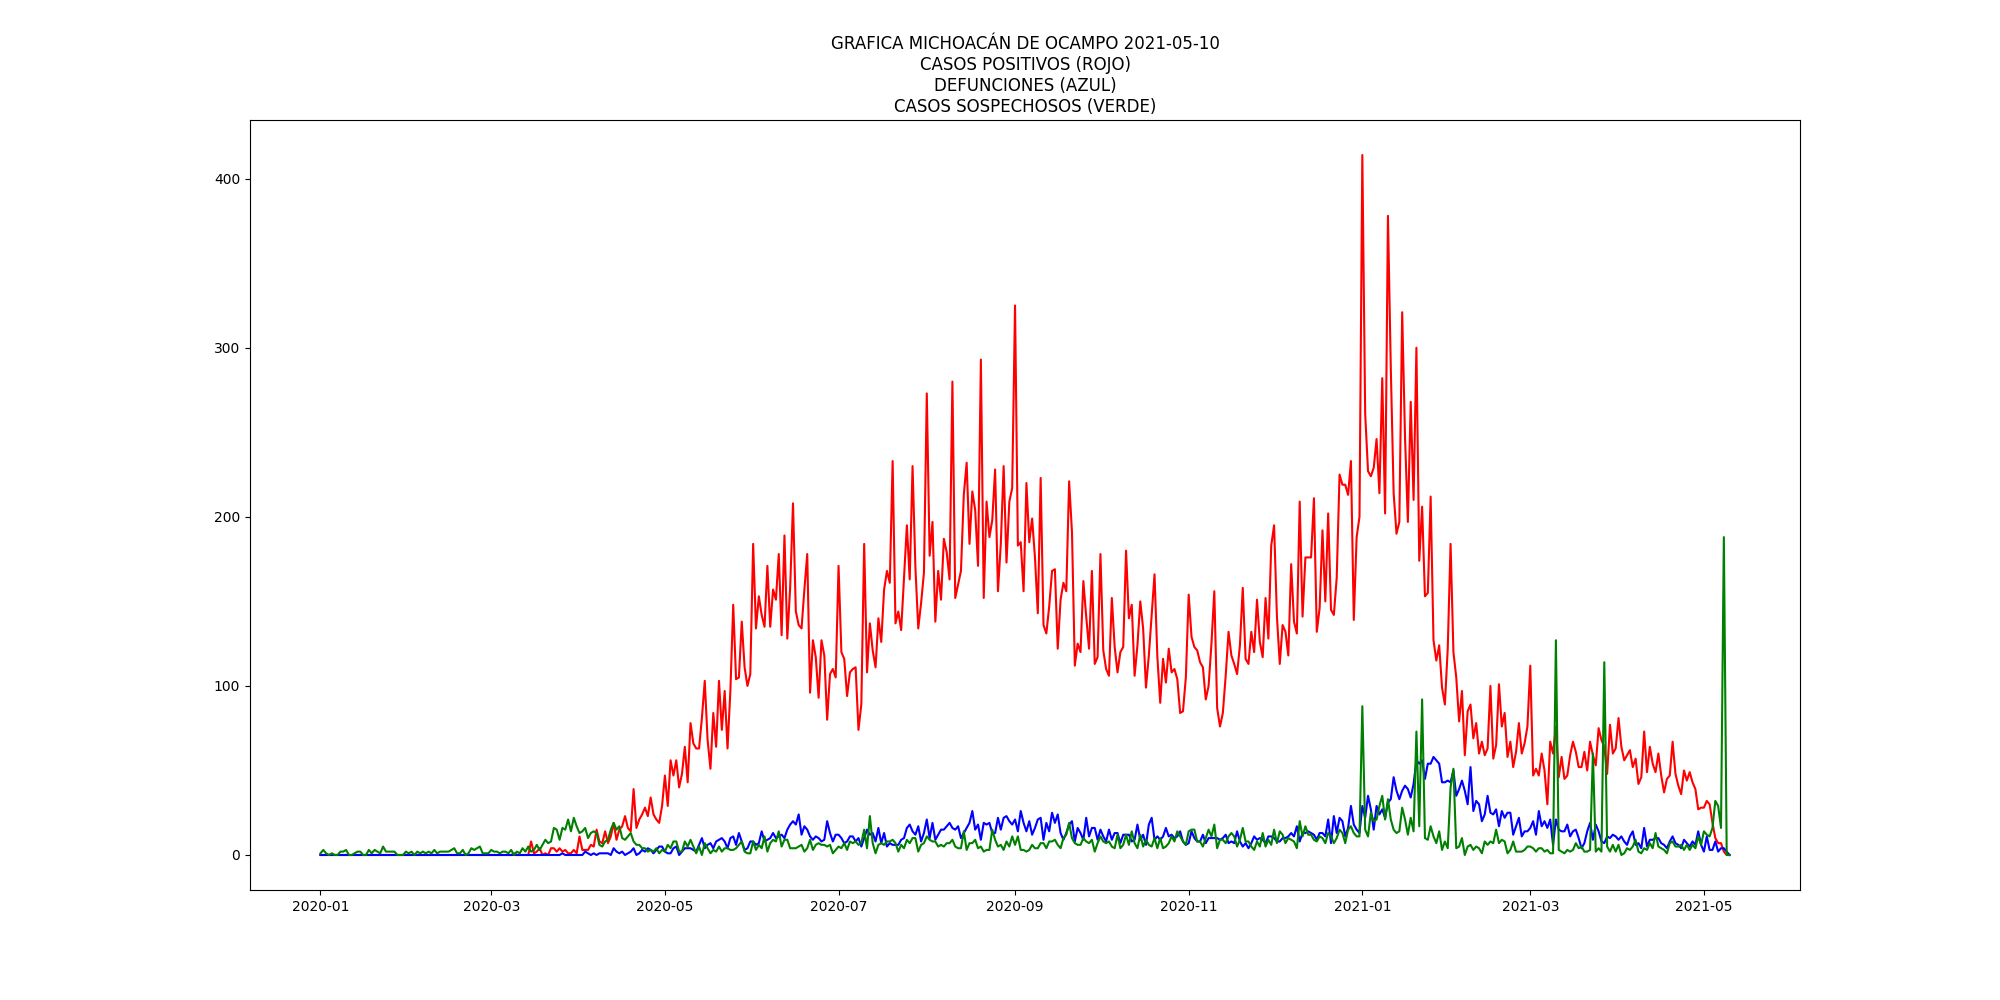 GRAFICA MICHOACÁN DE OCAMPO 2021-05-10
CASOS POSITIVOS (ROJO)
DEFUNCIONES (AZUL)
CASOS SOSPECHOSOS (VERDE)
400
300
200
100
0
2020-01 2020-03 2020-05 2020-07 2020-09 2020-11 2021-01 2021-03 2021-05